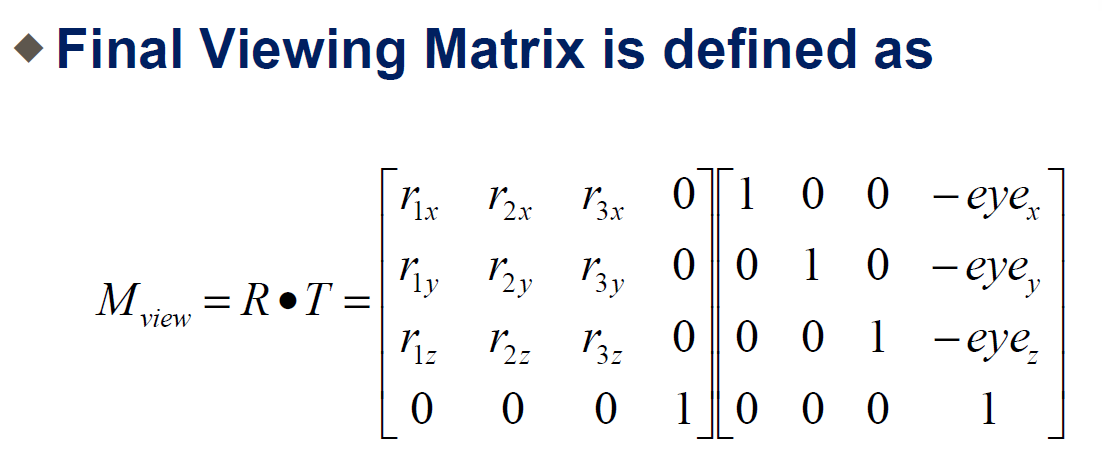 ◆ Final Viewing Matrix is defined as
M_view = R • T = [r_1x r_2x r_3x 0; r_1y r_2y r_3y 0; r_1z r_2z r_3z 0; 0 0 0 1] [1 0 0 −eye_x; 0 1 0 −eye_y; 0 0 1 −eye_z; 0 0 0 1]